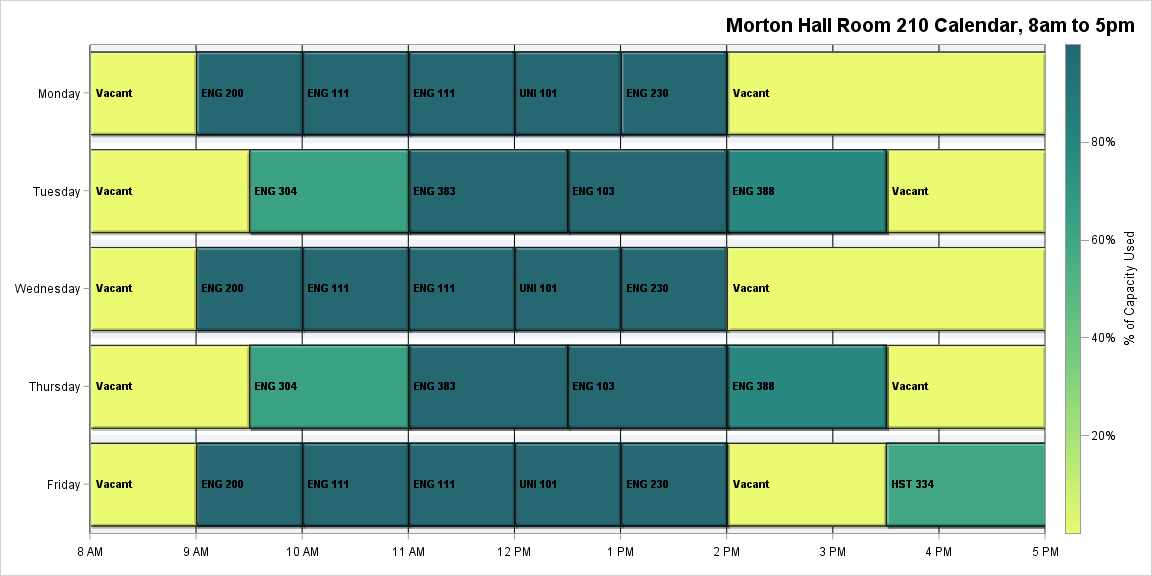 Morton Hall Room 210 Calendar, 8am to 5pm
Monday
Vacant
ENG 200
ENG 111
ENG 111
UNI 101
ENG 230
Vacant
Tuesday
Vacant
ENG 304
ENG 383
ENG 103
ENG 388
Vacant
Wednesday
Vacant
ENG 200
ENG 111
ENG 111
UNI 101
ENG 230
Vacant
Thursday
Vacant
ENG 304
ENG 383
ENG 103
ENG 388
Vacant
Friday
Vacant
ENG 200
ENG 111
ENG 111
UNI 101
ENG 230
Vacant
HST 334
8 AM
9 AM
10 AM
11 AM
12 PM
1 PM
2 PM
3 PM
4 PM
5 PM
80%
60%
40%
20%
% of Capacity Used